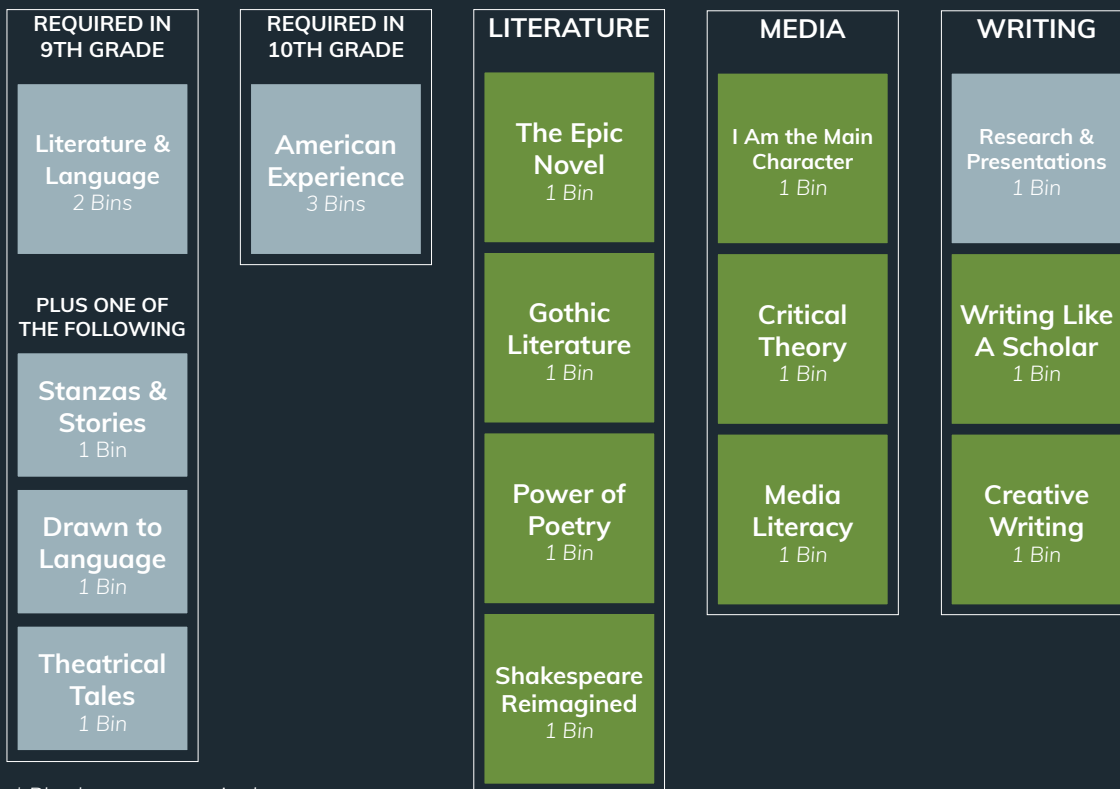 REQUIRED IN
9TH GRADE
Literature &
Language
2 Bins
PLUS ONE OF
THE FOLLOWING
Stanzas &
Stories
1 Bin
Drawn to
Language
1 Bin
Theatrical
Tales
1 Bin
REQUIRED IN
10TH GRADE
American
Experience
3 Bins
LITERATURE
The Epic
Novel
1 Bin
Gothic
Literature
1 Bin
Power of
Poetry
1 Bin
Shakespeare
Reimagined
1 Bin
MEDIA
I Am the Main
Character
1 Bin
Critical
Theory
1 Bin
Media
Literacy
1 Bin
WRITING
Research &
Presentations
1 Bin
Writing Like
A Scholar
1 Bin
Creative
Writing
1 Bin